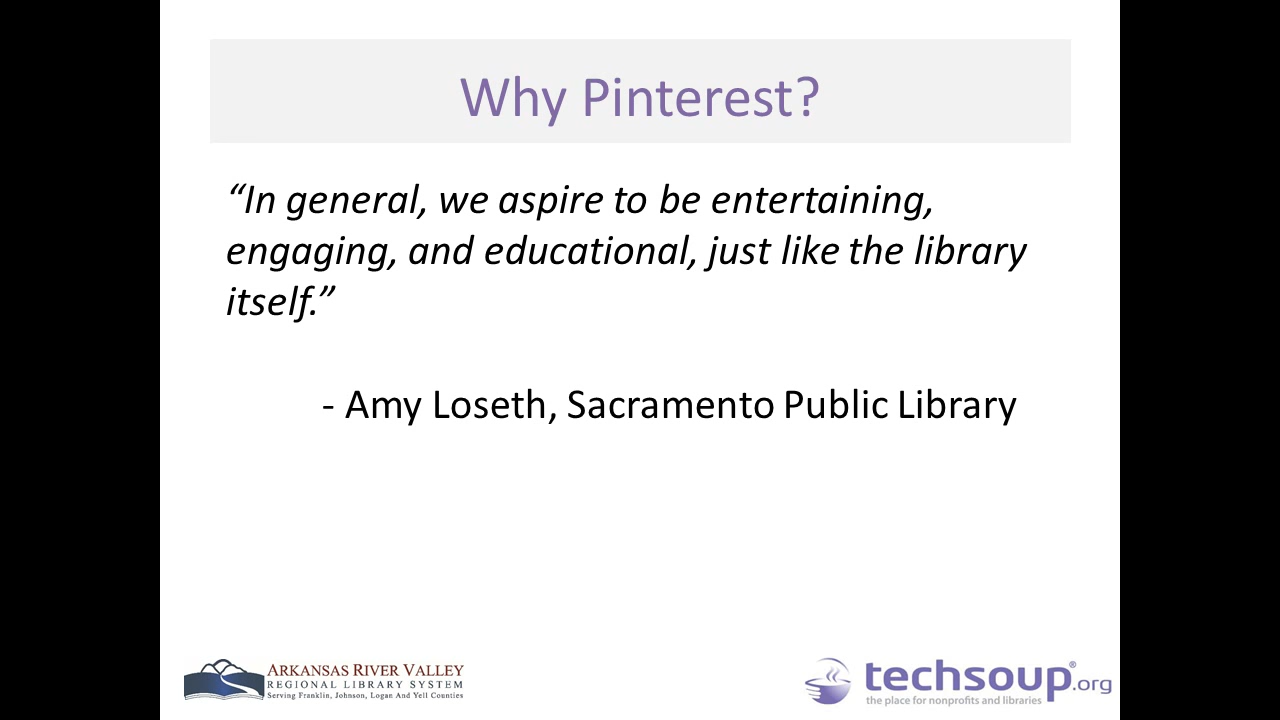 Why Pinterest?
“In general, we aspire to be entertaining,
engaging, and educational, just like the library
itself.”
- Amy Loseth, Sacramento Public Library
ARKANSAS RIVER VALLEY
REGIONAL LIBRARY SYSTEM
Serving Franklin, Johnson, Logan And Yell Counties
techsoup®.org
the place for nonprofits and libraries